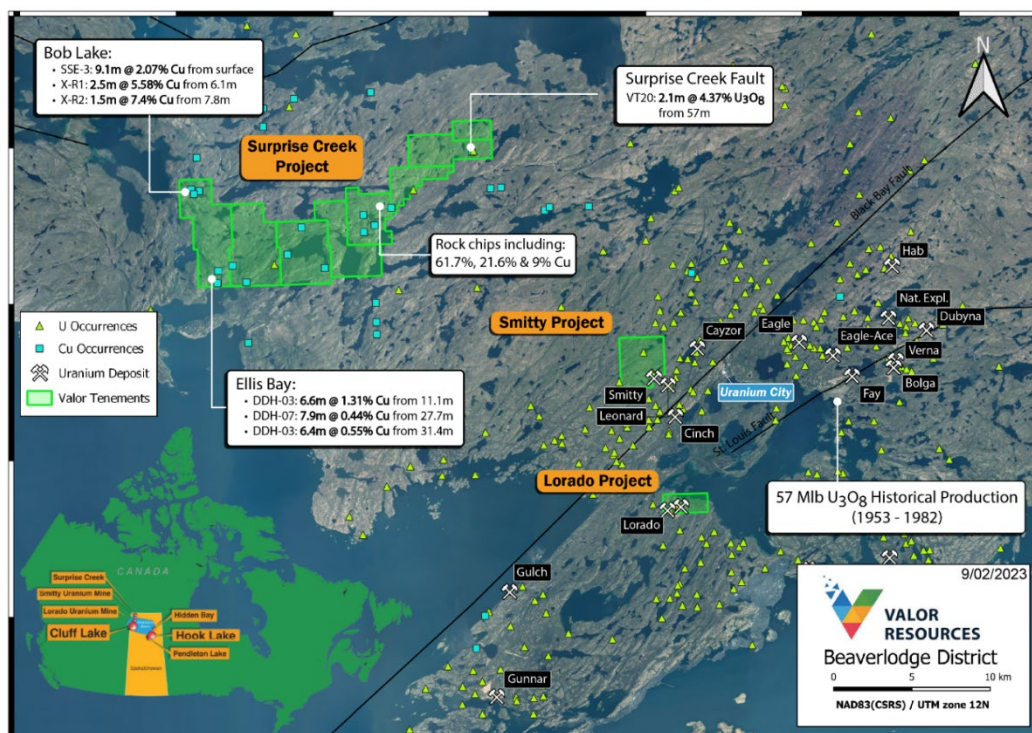 Bob Lake:
• SSE-3: 9.1m @ 2.07% Cu from surface
• X-R1: 2.5m @ 5.58% Cu from 6.1m
• X-R2: 1.5m @ 7.4% Cu from 7.8m
Surprise Creek Fault
VT20: 2.1m @ 4.37% U₃O₈
from 57m
N
Surprise Creek
Project
Black Bay Fault
Rock chips including:
61.7%, 21.6% & 9% Cu
Hab
Nat. Expl.
Smitty Project
Cayzor
Eagle
Dubyna
Eagle-Ace
Verna
U Occurrences
Cu Occurrences
Uranium Deposit
Valor Tenements
Ellis Bay:
• DDH-03: 6.6m @ 1.31% Cu from 11.1m
• DDH-07: 7.9m @ 0.44% Cu from 27.7m
• DDH-03: 6.4m @ 0.55% Cu from 31.4m
Smitty
Uranium City
Bolga
Fay
Leonard
Cinch
St. Louis Fault
Lorado Project
57 Mlb U₃O₈ Historical Production
(1953 - 1982)
Lorado
Gulch
Gunnar
CANADA
Surprise Creek
Smitty Uranium Mine
Lorado Uranium Mine
Hidden Bay
Cluff Lake
Hook Lake
Pendleton Lake
Saskatchewan
9/02/2023
VALOR
RESOURCES
Beaverlodge District
0 5 10 km
NAD83(CSRS) / UTM zone 12N